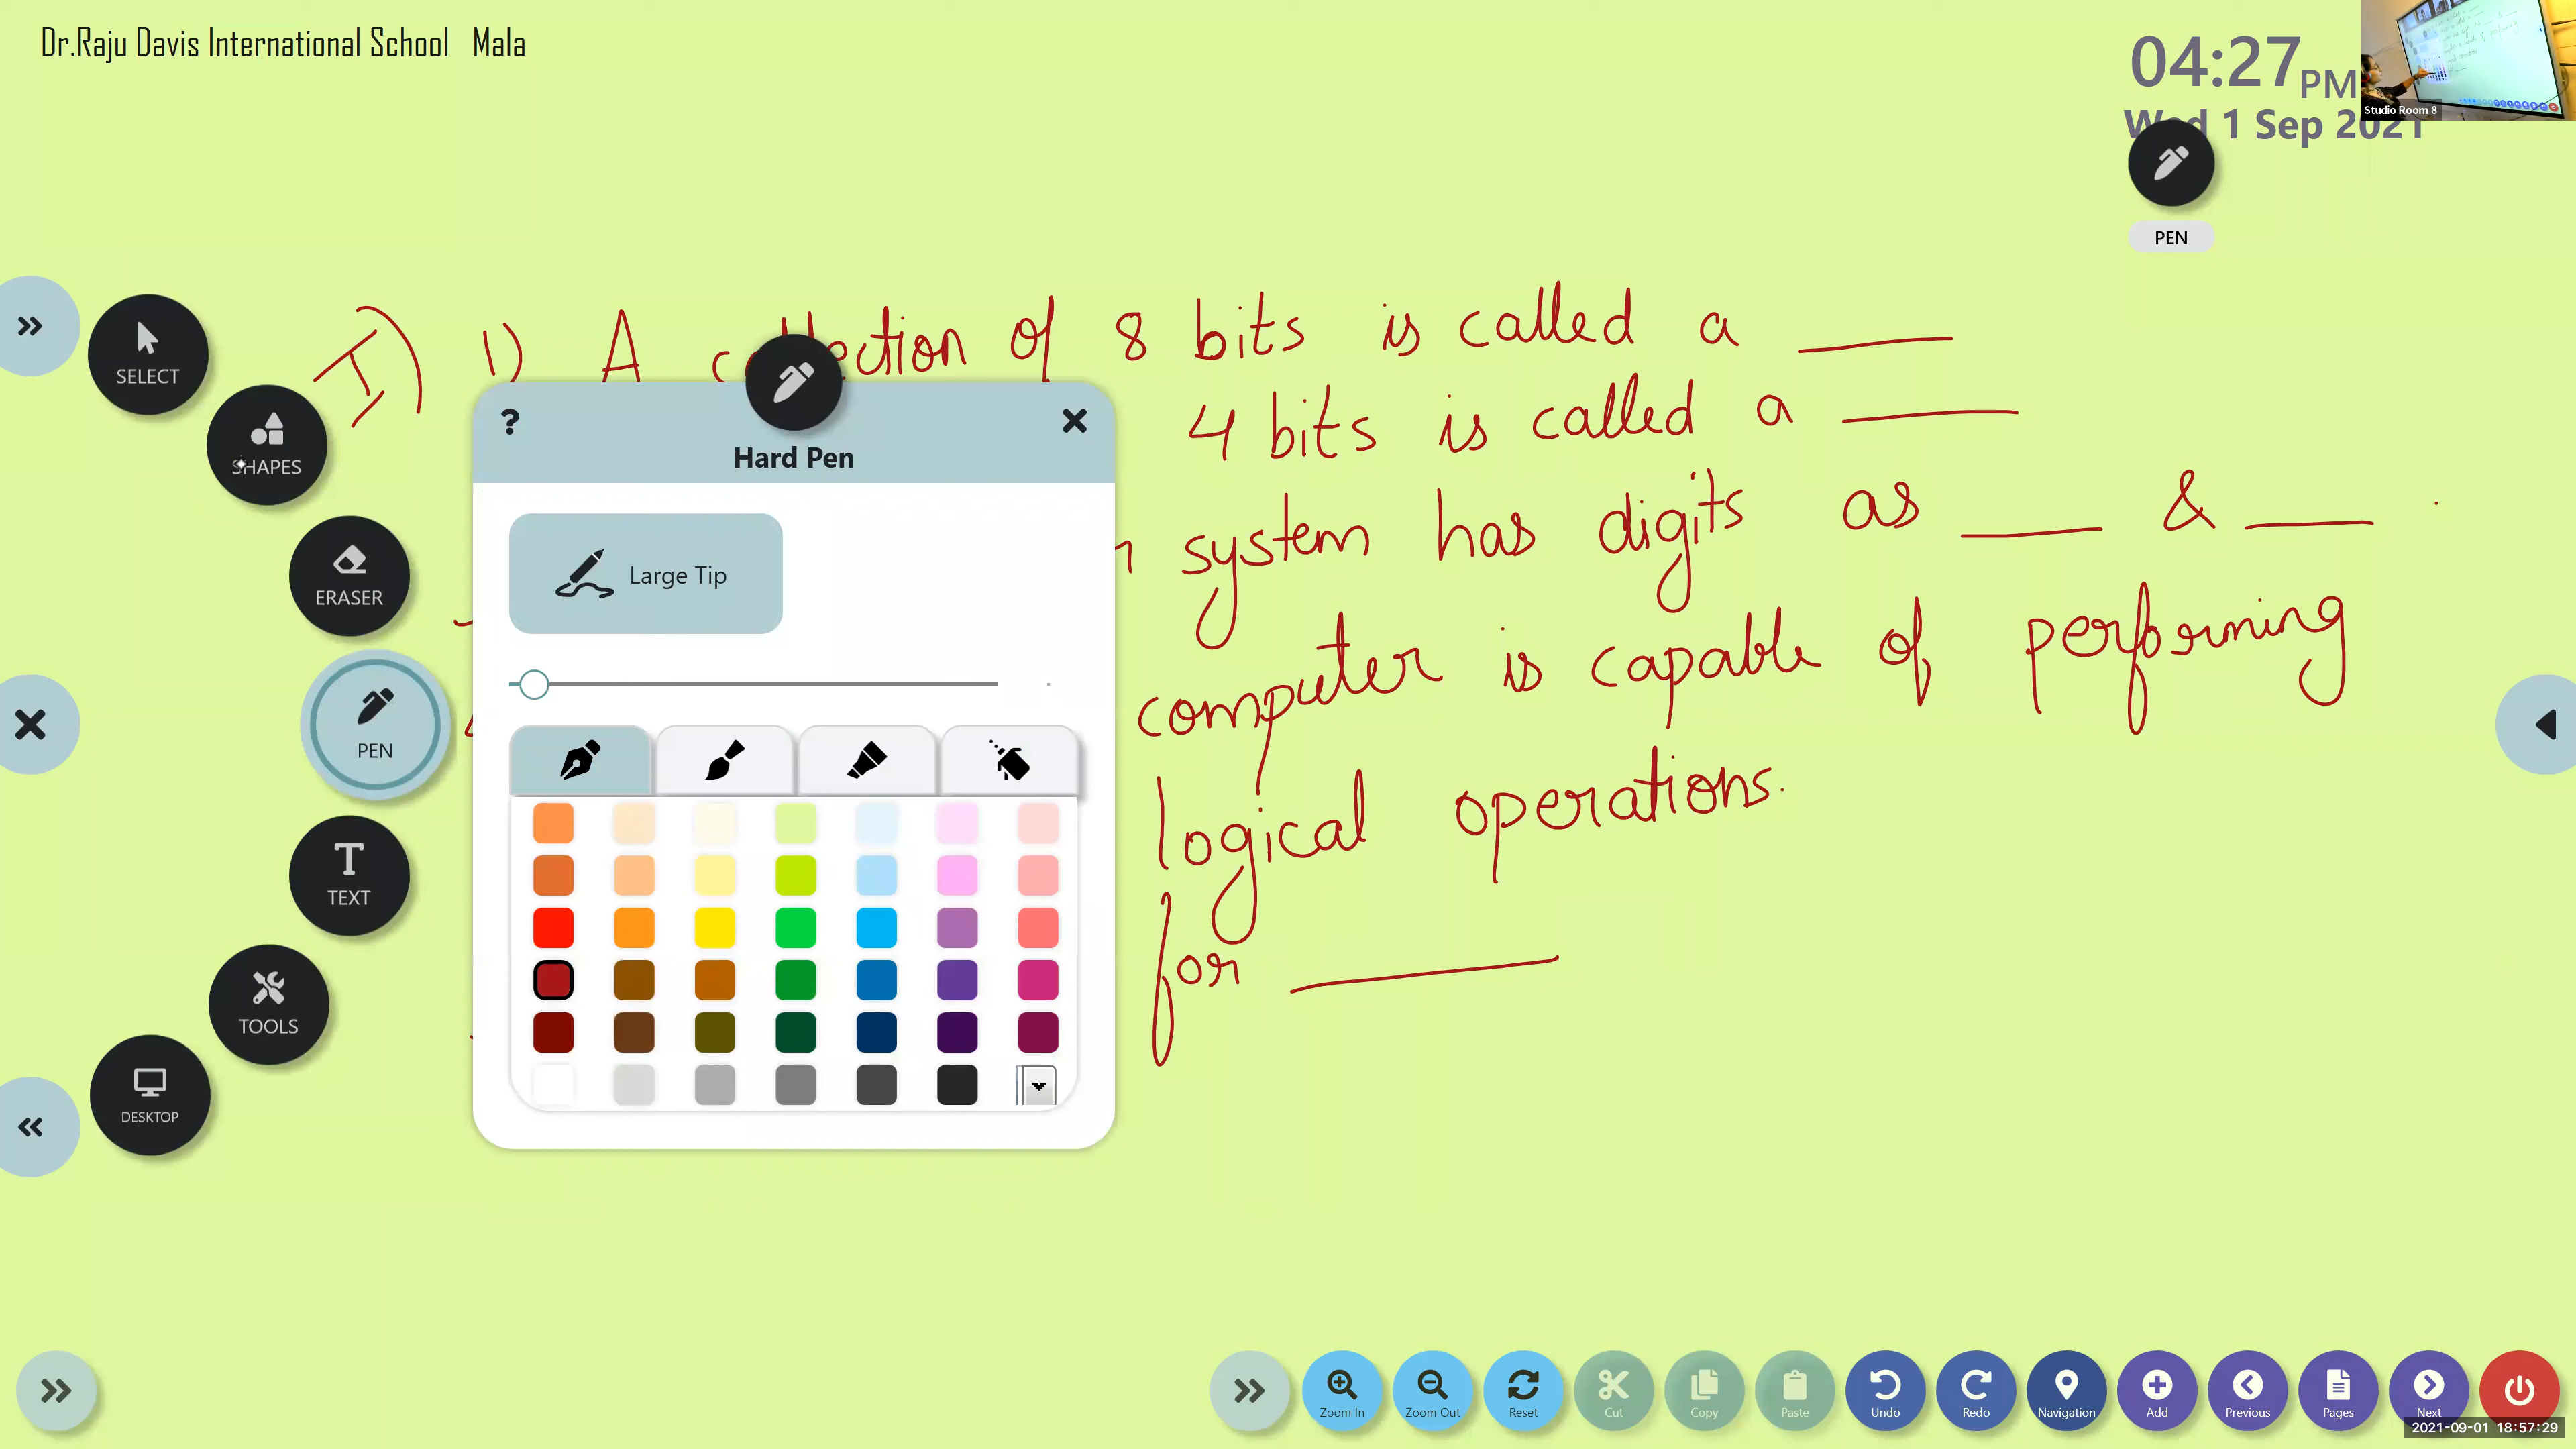 Dr.Raju Davis International School Mala
04:27 PM
Wed 1 Sep 2021
Studio Room 8
PEN
I) 1) A collection of 8 bits is called a ____
4 bits is called a ____
system has digits as ____ & ____ .
computer is capable of performing
logical operations.
for ____
SELECT
SHAPES
ERASER
PEN
TEXT
TOOLS
DESKTOP
?
Hard Pen
Large Tip
Zoom In
Zoom Out
Reset
Cut
Copy
Paste
Undo
Redo
Navigation
Add
Previous
Pages
Next
2021-09-01 18:57:29